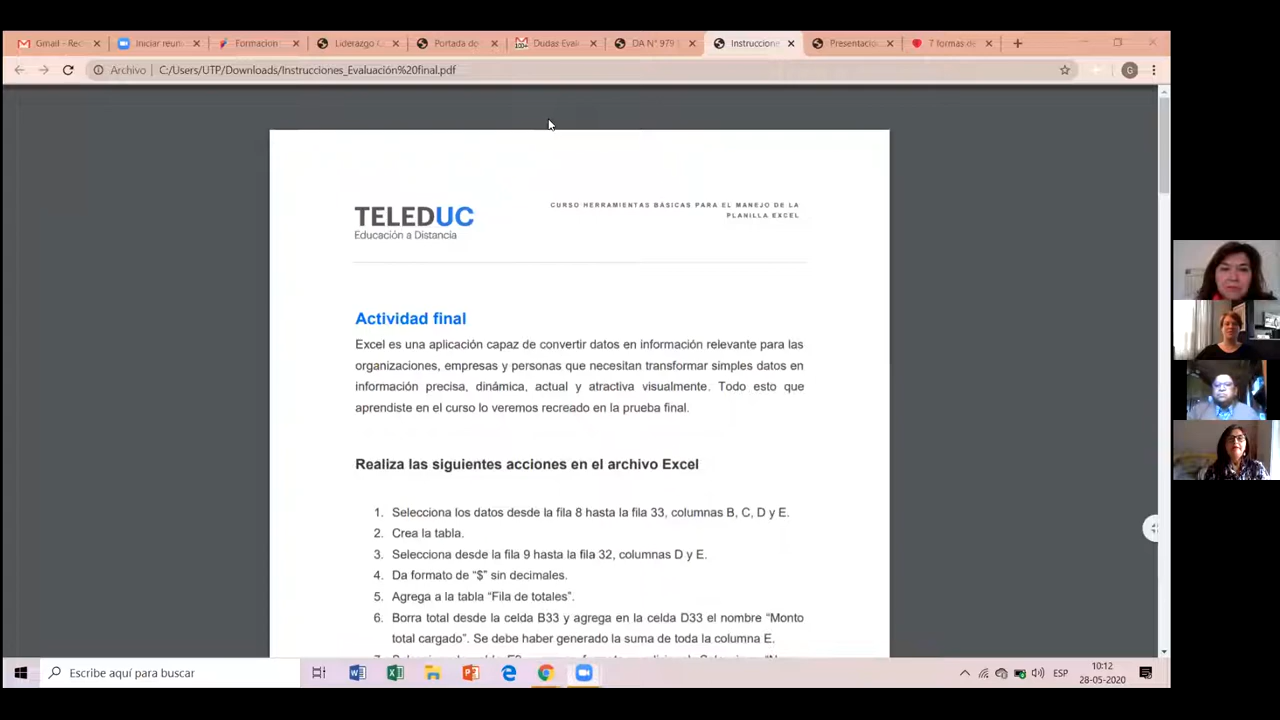 Gmail - Rec
Iniciar reuni
Formacion
Liderazgo (
Portada do
Dudas Eval
DA N° 979
Instruccione
Presentacio
7 formas de
Archivo
C:/Users/UTP/Downloads/Instrucciones_Evaluación%20final.pdf
G
TELEDUC
Educación a Distancia
CURSO HERRAMIENTAS BÁSICAS PARA EL MANEJO DE LA
PLANILLA EXCEL
Actividad final
Excel es una aplicación capaz de convertir datos en información relevante para las
organizaciones, empresas y personas que necesitan transformar simples datos en
información precisa, dinámica, actual y atractiva visualmente. Todo esto que
aprendiste en el curso lo veremos recreado en la prueba final.
Realiza las siguientes acciones en el archivo Excel
1. Selecciona los datos desde la fila 8 hasta la fila 33, columnas B, C, D y E.
2. Crea la tabla.
3. Selecciona desde la fila 9 hasta la fila 32, columnas D y E.
4. Da formato de “$” sin decimales.
5. Agrega a la tabla “Fila de totales”.
6. Borra total desde la celda B33 y agrega en la celda D33 el nombre “Monto
total cargado”. Se debe haber generado la suma de toda la columna E.
Escribe aquí para buscar
ESP
10:12
28-05-2020